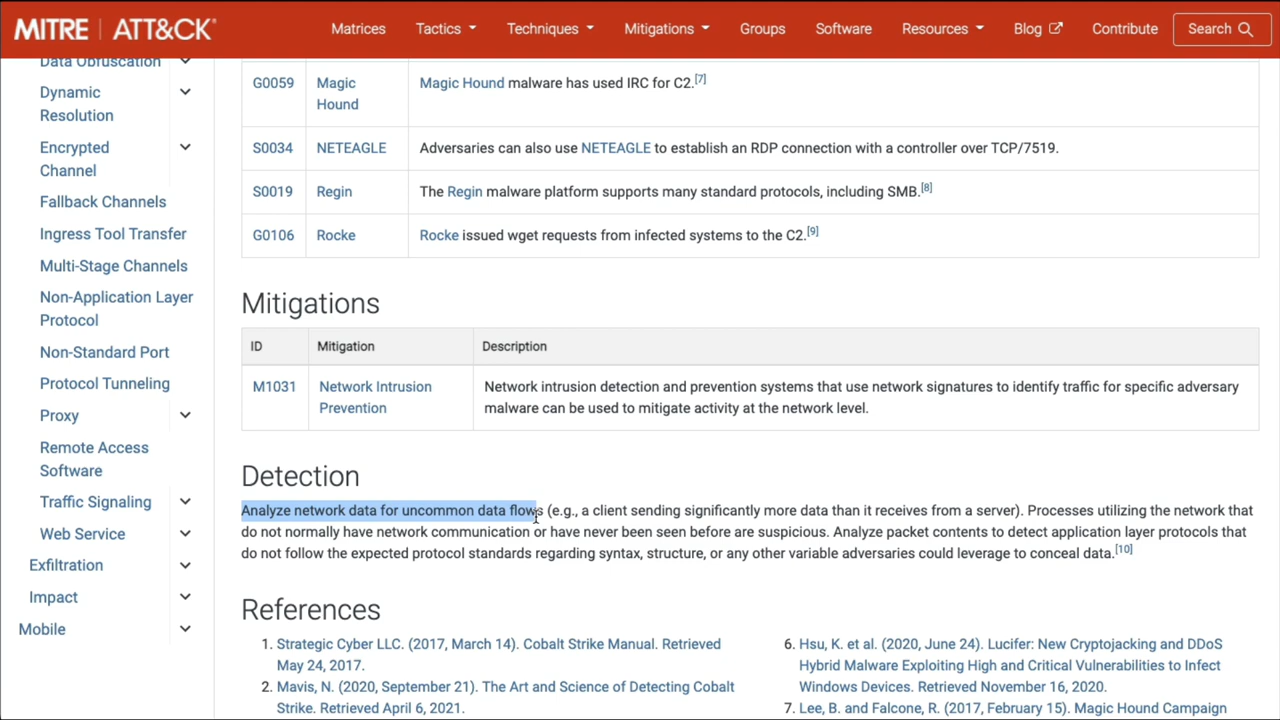 MITRE | ATT&CK®
Matrices
Tactics
Techniques
Mitigations
Groups
Software
Resources
Blog
Contribute
Search
Data Obfuscation
Dynamic
Resolution
Encrypted
Channel
Fallback Channels
Ingress Tool Transfer
Multi-Stage Channels
Non-Application Layer
Protocol
Non-Standard Port
Protocol Tunneling
Proxy
Remote Access
Software
Traffic Signaling
Web Service
Exfiltration
Impact
Mobile
G0059 Magic Magic Hound malware has used IRC for C2.[7]
Hound
S0034 NETEAGLE Adversaries can also use NETEAGLE to establish an RDP connection with a controller over TCP/7519.
S0019 Regin The Regin malware platform supports many standard protocols, including SMB.[8]
G0106 Rocke Rocke issued wget requests from infected systems to the C2.[9]
Mitigations
ID Mitigation Description
M1031 Network Intrusion Network intrusion detection and prevention systems that use network signatures to identify traffic for specific adversary
Prevention malware can be used to mitigate activity at the network level.
Detection
Analyze network data for uncommon data flows (e.g., a client sending significantly more data than it receives from a server). Processes utilizing the network that
do not normally have network communication or have never been seen before are suspicious. Analyze packet contents to detect application layer protocols that
do not follow the expected protocol standards regarding syntax, structure, or any other variable adversaries could leverage to conceal data.[10]
References
1. Strategic Cyber LLC. (2017, March 14). Cobalt Strike Manual. Retrieved
May 24, 2017.
2. Mavis, N. (2020, September 21). The Art and Science of Detecting Cobalt
Strike. Retrieved April 6, 2021.
6. Hsu, K. et al. (2020, June 24). Lucifer: New Cryptojacking and DDoS
Hybrid Malware Exploiting High and Critical Vulnerabilities to Infect
Windows Devices. Retrieved November 16, 2020.
7. Lee, B. and Falcone, R. (2017, February 15). Magic Hound Campaign